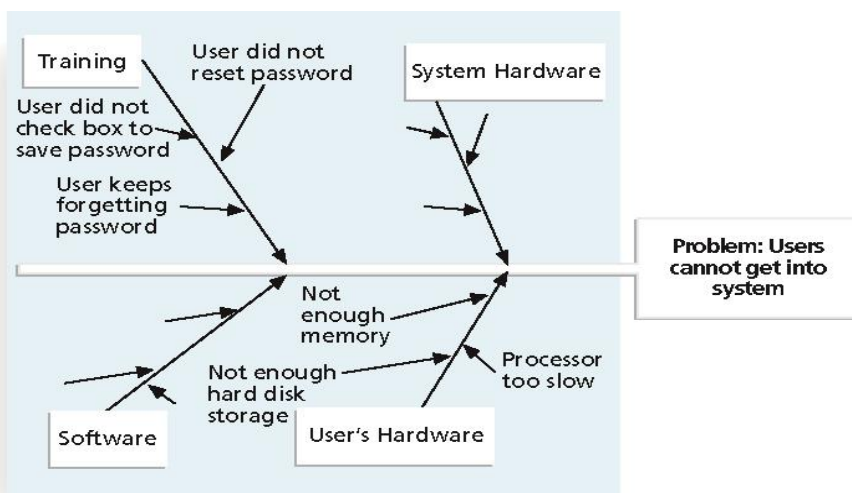 Training
User did not
reset password
System Hardware
User did not
check box to
save password
User keeps
forgetting
password
Problem: Users
cannot get into
system
Not
enough
memory
Processor
too slow
Not enough
hard disk
storage
Software
User's Hardware